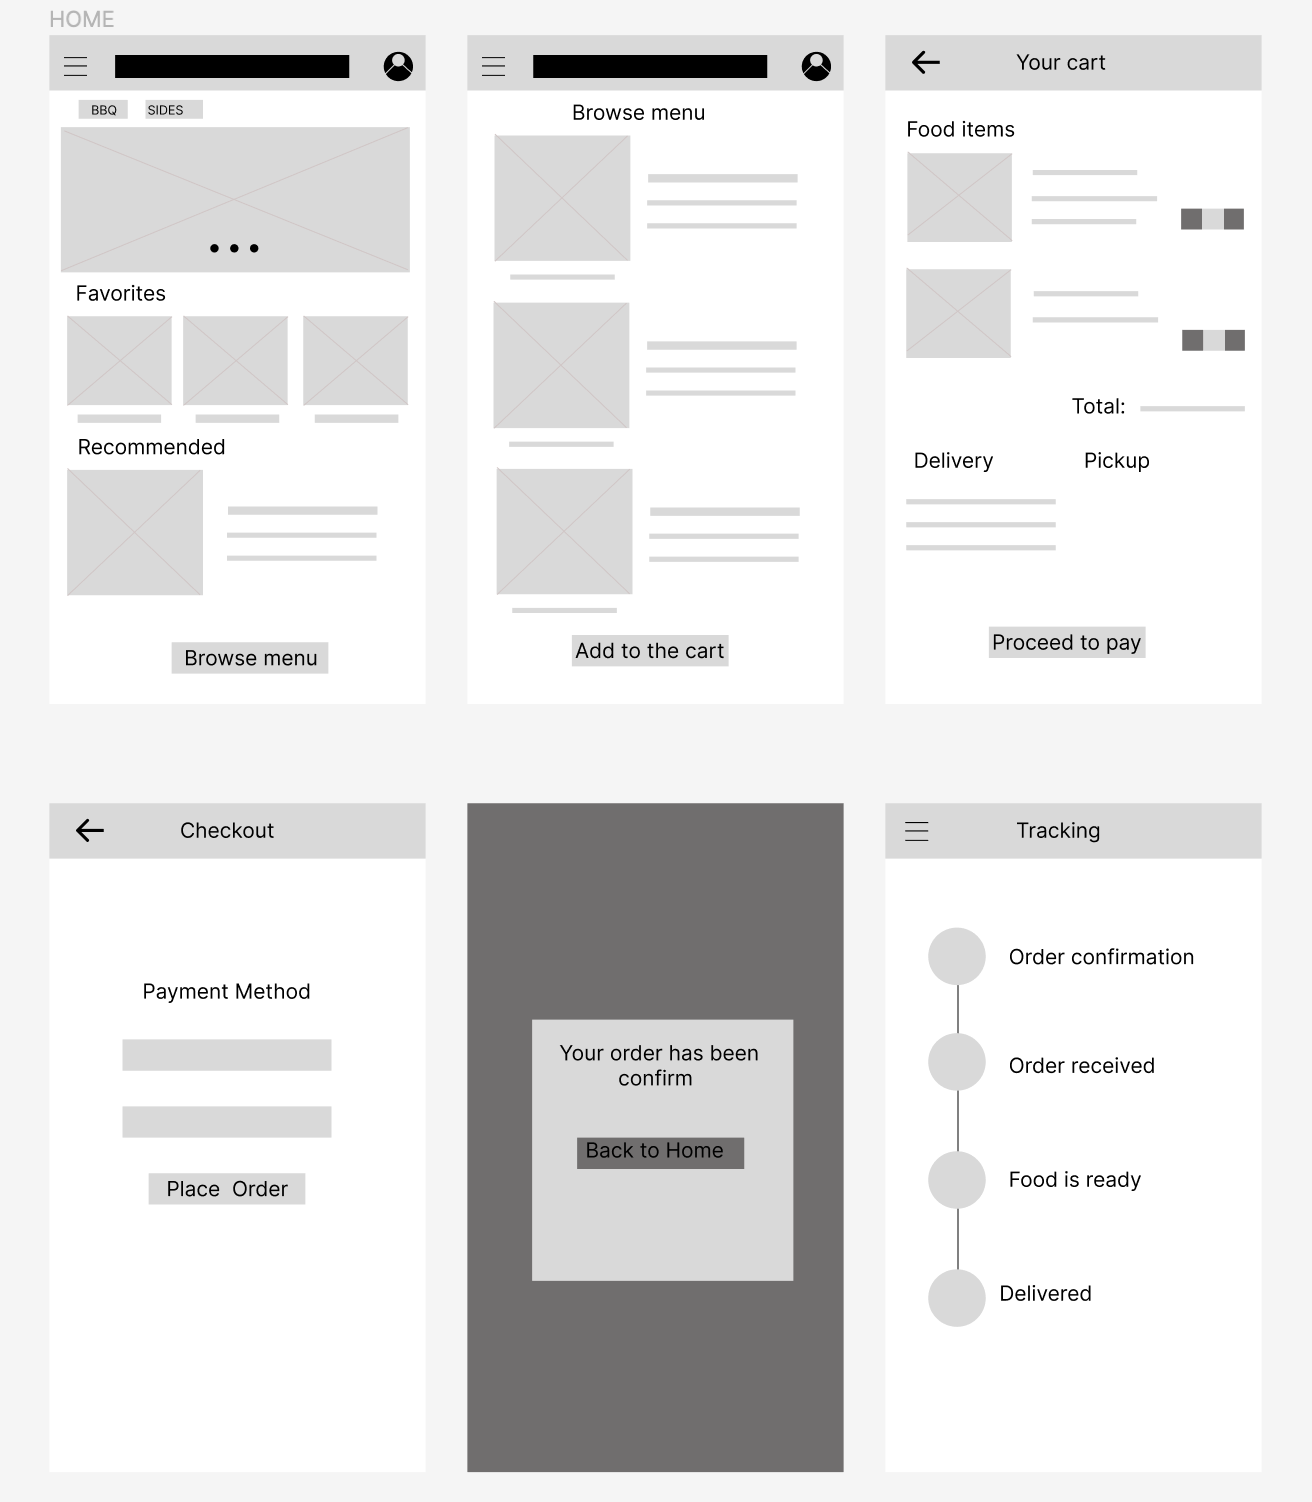 HOME
BBQ
SIDES
Favorites
Recommended
Browse menu
Browse menu
Add to the cart
Your cart
Food items
Total:
Delivery
Pickup
Proceed to pay
Checkout
Payment Method
Place Order
Your order has been
confirm
Back to Home
Tracking
Order confirmation
Order received
Food is ready
Delivered